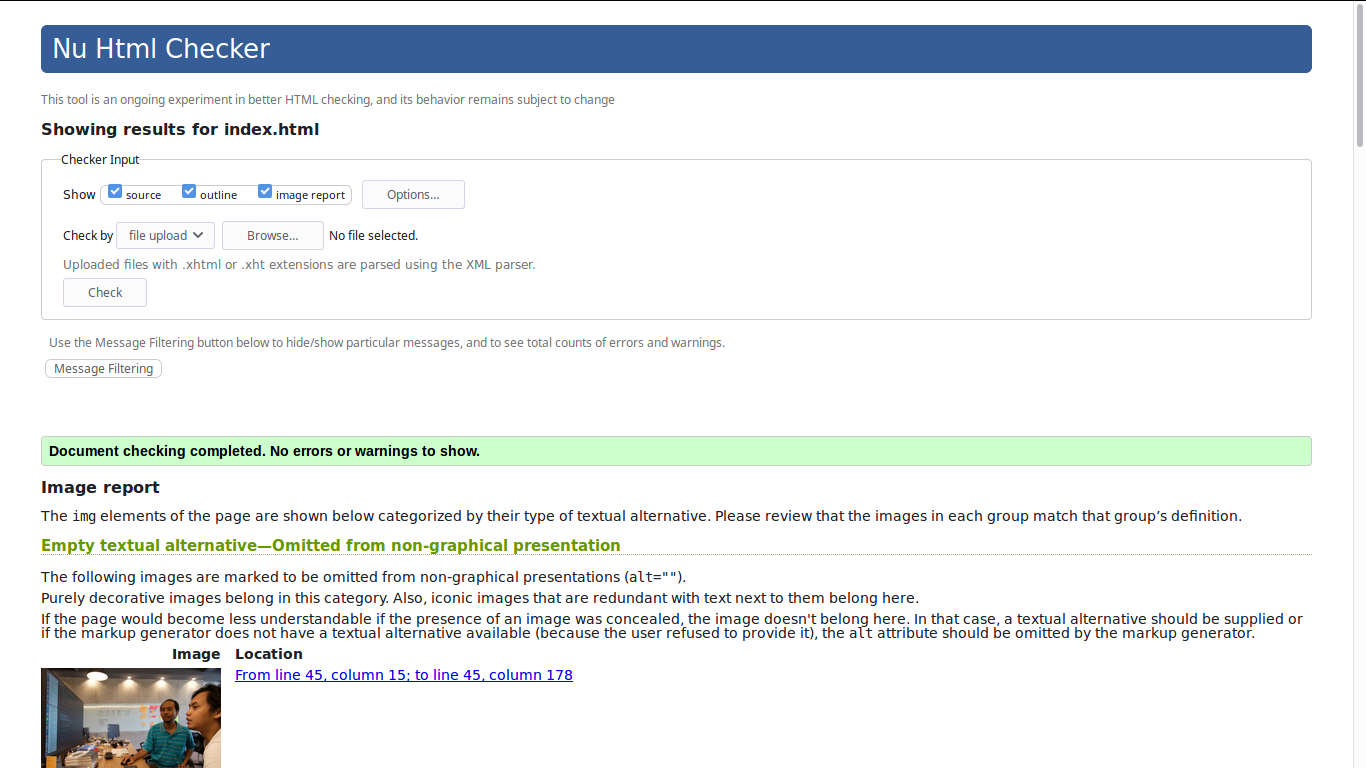 Nu Html Checker
This tool is an ongoing experiment in better HTML checking, and its behavior remains subject to change
Showing results for index.html
Checker Input
Show source outline image report Options...
Check by file upload Browse... No file selected.
Uploaded files with .xhtml or .xht extensions are parsed using the XML parser.
Check
Use the Message Filtering button below to hide/show particular messages, and to see total counts of errors and warnings.
Message Filtering
Document checking completed. No errors or warnings to show.
Image report
The img elements of the page are shown below categorized by their type of textual alternative. Please review that the images in each group match that group’s definition.
Empty textual alternative—Omitted from non-graphical presentation
The following images are marked to be omitted from non-graphical presentations (alt="").
Purely decorative images belong in this category. Also, iconic images that are redundant with text next to them belong here.
If the page would become less understandable if the presence of an image was concealed, the image doesn't belong here. In that case, a textual alternative should be supplied or
if the markup generator does not have a textual alternative available (because the user refused to provide it), the alt attribute should be omitted by the markup generator.
Image Location
From line 45, column 15; to line 45, column 178